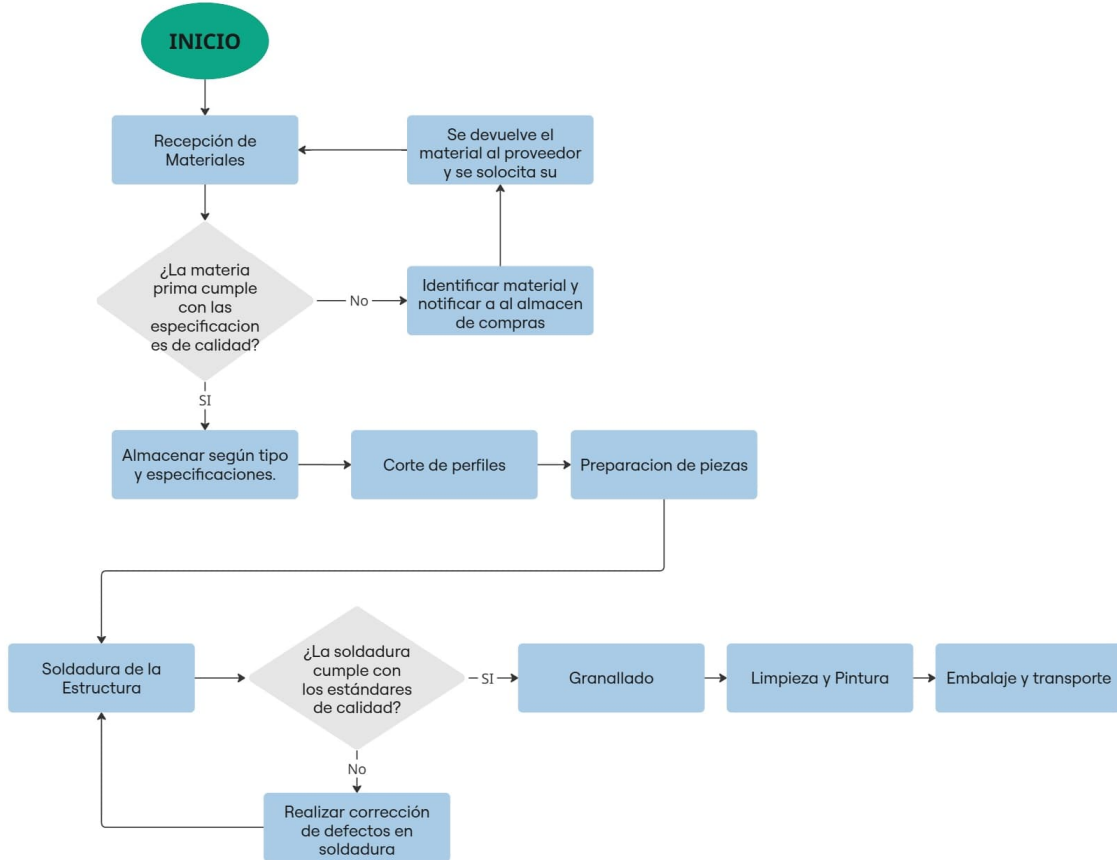 INICIO
Recepción de
Materiales
Se devuelve el
material al proveedor
y se solocita su
¿La materia
prima cumple
con las
especificacion
es de calidad?
No
Identificar material y
notificar a al almacen
de compras
SI
Almacenar según tipo
y especificaciones.
Corte de perfiles
Preparacion de piezas
Soldadura de la
Estructura
¿La soldadura
cumple con
los estándares
de calidad?
SI
Granallado
Limpieza y Pintura
Embalaje y transporte
No
Realizar corrección
de defectos en
soldadura